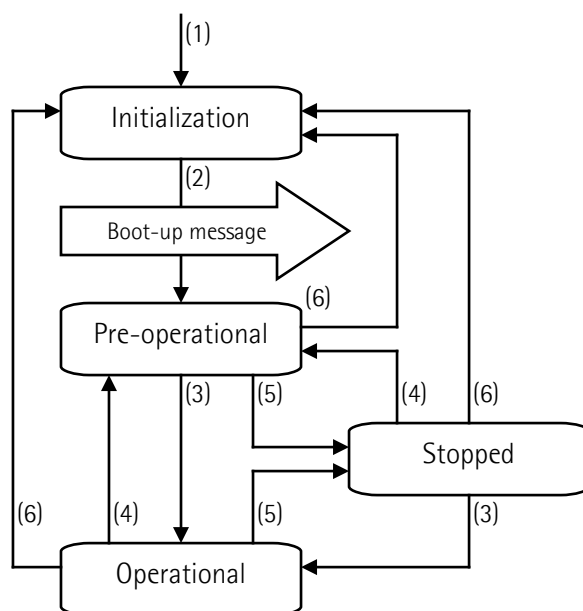 (1)
Initialization
(2)
Boot-up message
(6)
Pre-operational
(3)
(5)
(4)
(6)
Stopped
(6)
(4)
(5)
(3)
Operational